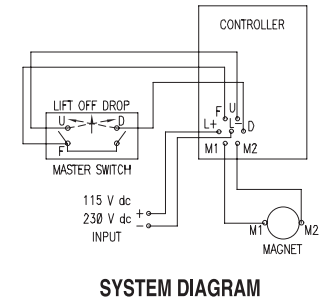 CONTROLLER
LIFT OFF DROP
U D
F
MASTER SWITCH
F U
L+ L- D
M1 M2
115 V dc
230 V dc + -
INPUT
M1 M2
MAGNET
SYSTEM DIAGRAM